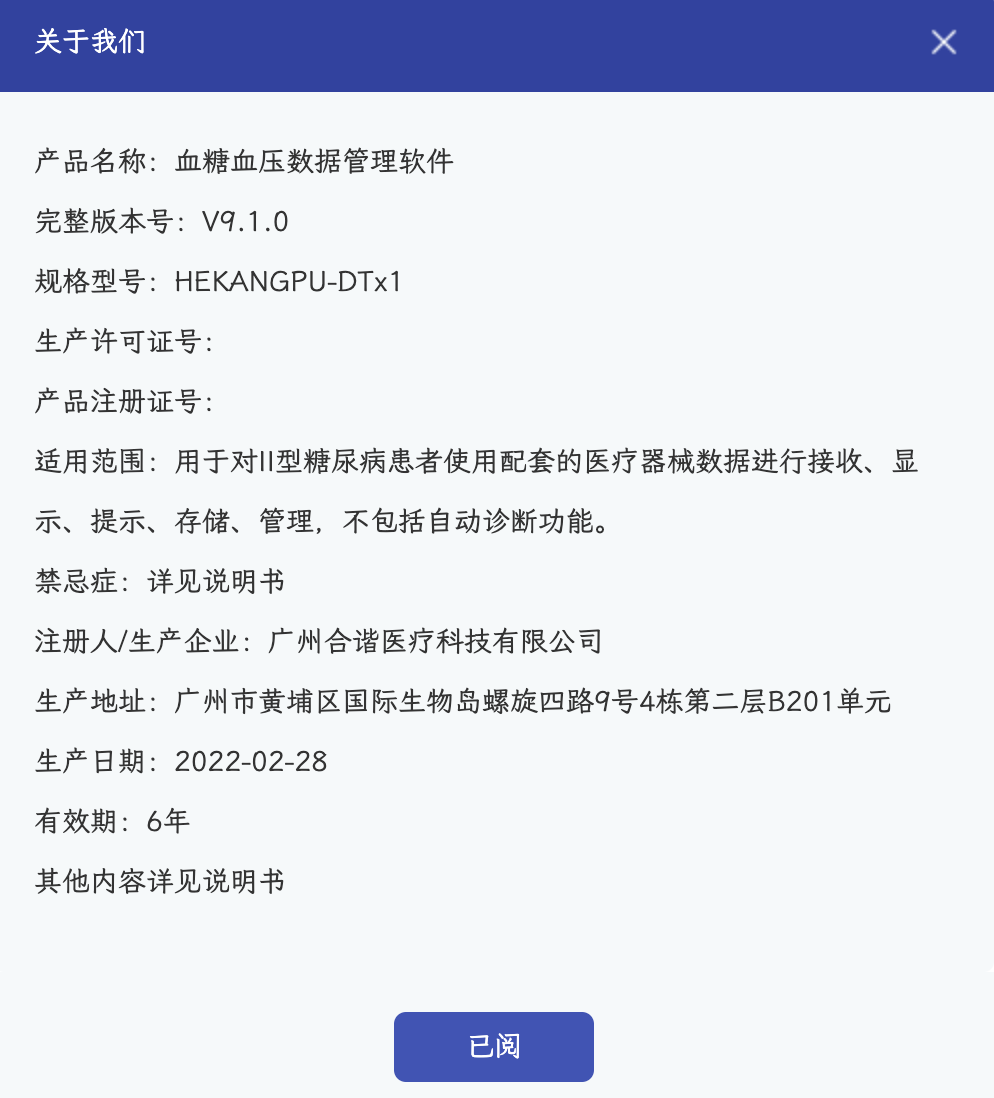 关于我们
产品名称：血糖血压数据管理软件
完整版本号：V9.1.0
规格型号：HEKANGPU-DTx1
生产许可证号：
产品注册证号：
适用范围：用于对II型糖尿病患者使用配套的医疗器械数据进行接收、显
示、提示、存储、管理，不包括自动诊断功能。
禁忌症：详见说明书
注册人/生产企业：广州合谐医疗科技有限公司
生产地址：广州市黄埔区国际生物岛螺旋四路9号4栋第二层B201单元
生产日期：2022-02-28
有效期：6年
其他内容详见说明书
已阅